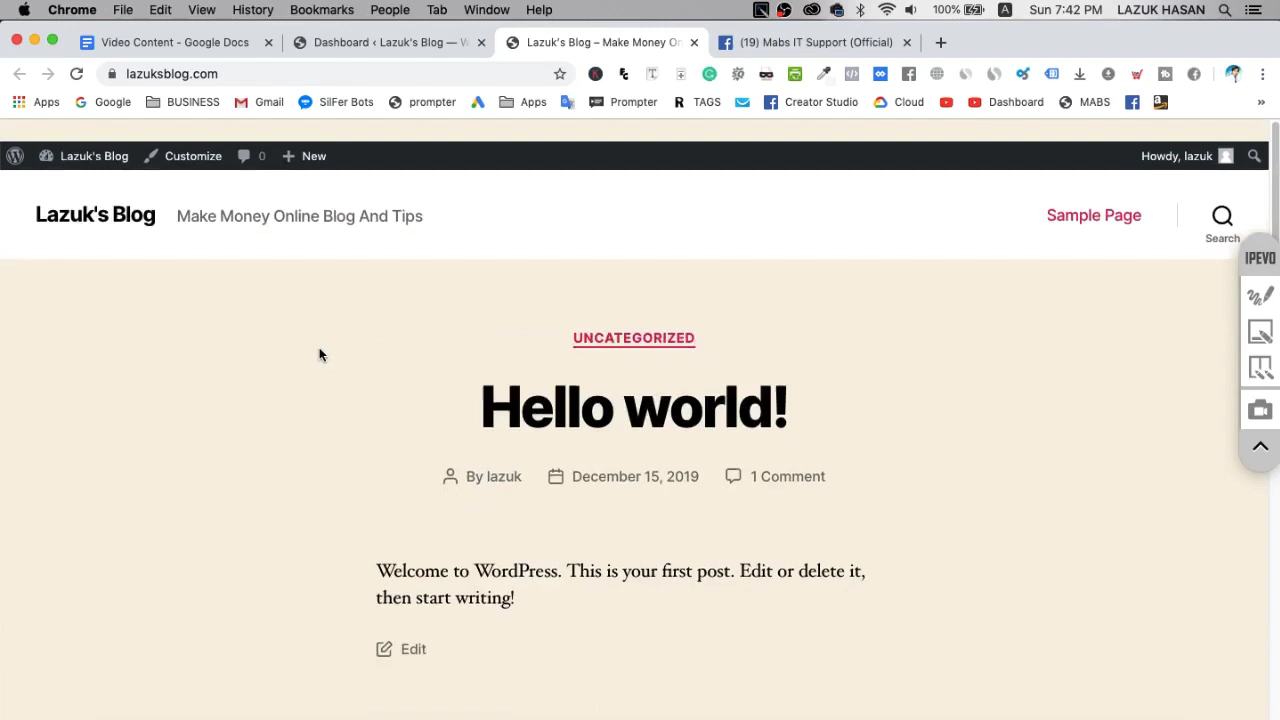 Chrome File Edit View History Bookmarks People Tab Window Help 100% A Sun 7:42 PM LAZUK HASAN
Video Content - Google Docs Dashboard ‹ Lazuk's Blog — W Lazuk's Blog – Make Money On (19) Mabs IT Support (Official)
lazuksblog.com
Apps Google BUSINESS Gmail SilFer Bots prompter Apps Prompter R TAGS Creator Studio Cloud Dashboard MABS »
Lazuk's Blog Customize 0 New Howdy, lazuk
Lazuk's Blog Make Money Online Blog And Tips Sample Page
Search
IPEVO
UNCATEGORIZED
Hello world!
By lazuk December 15, 2019 1 Comment
Welcome to WordPress. This is your first post. Edit or delete it,
then start writing!
Edit